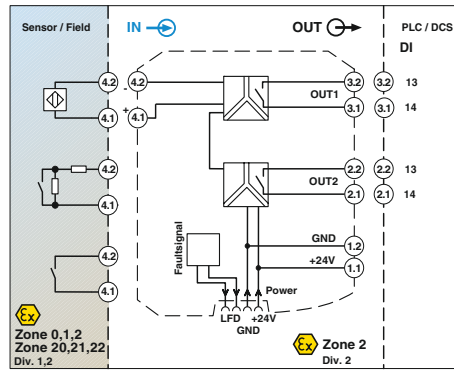 Sensor / Field
IN
OUT
PLC / DCS
DI
4.2
4.2
-
3.2
3.2
13
OUT1
4.1
+
4.1
3.1
3.1
14
4.2
2.2
2.2
13
OUT2
4.1
2.1
2.1
14
4.2
Faultsignal
GND
1.2
+24V
1.1
4.1
Power
LFD
+24V
GND
Ex
Zone 0,1,2
Zone 20,21,22
Div. 1,2
Ex
Zone 2
Div. 2